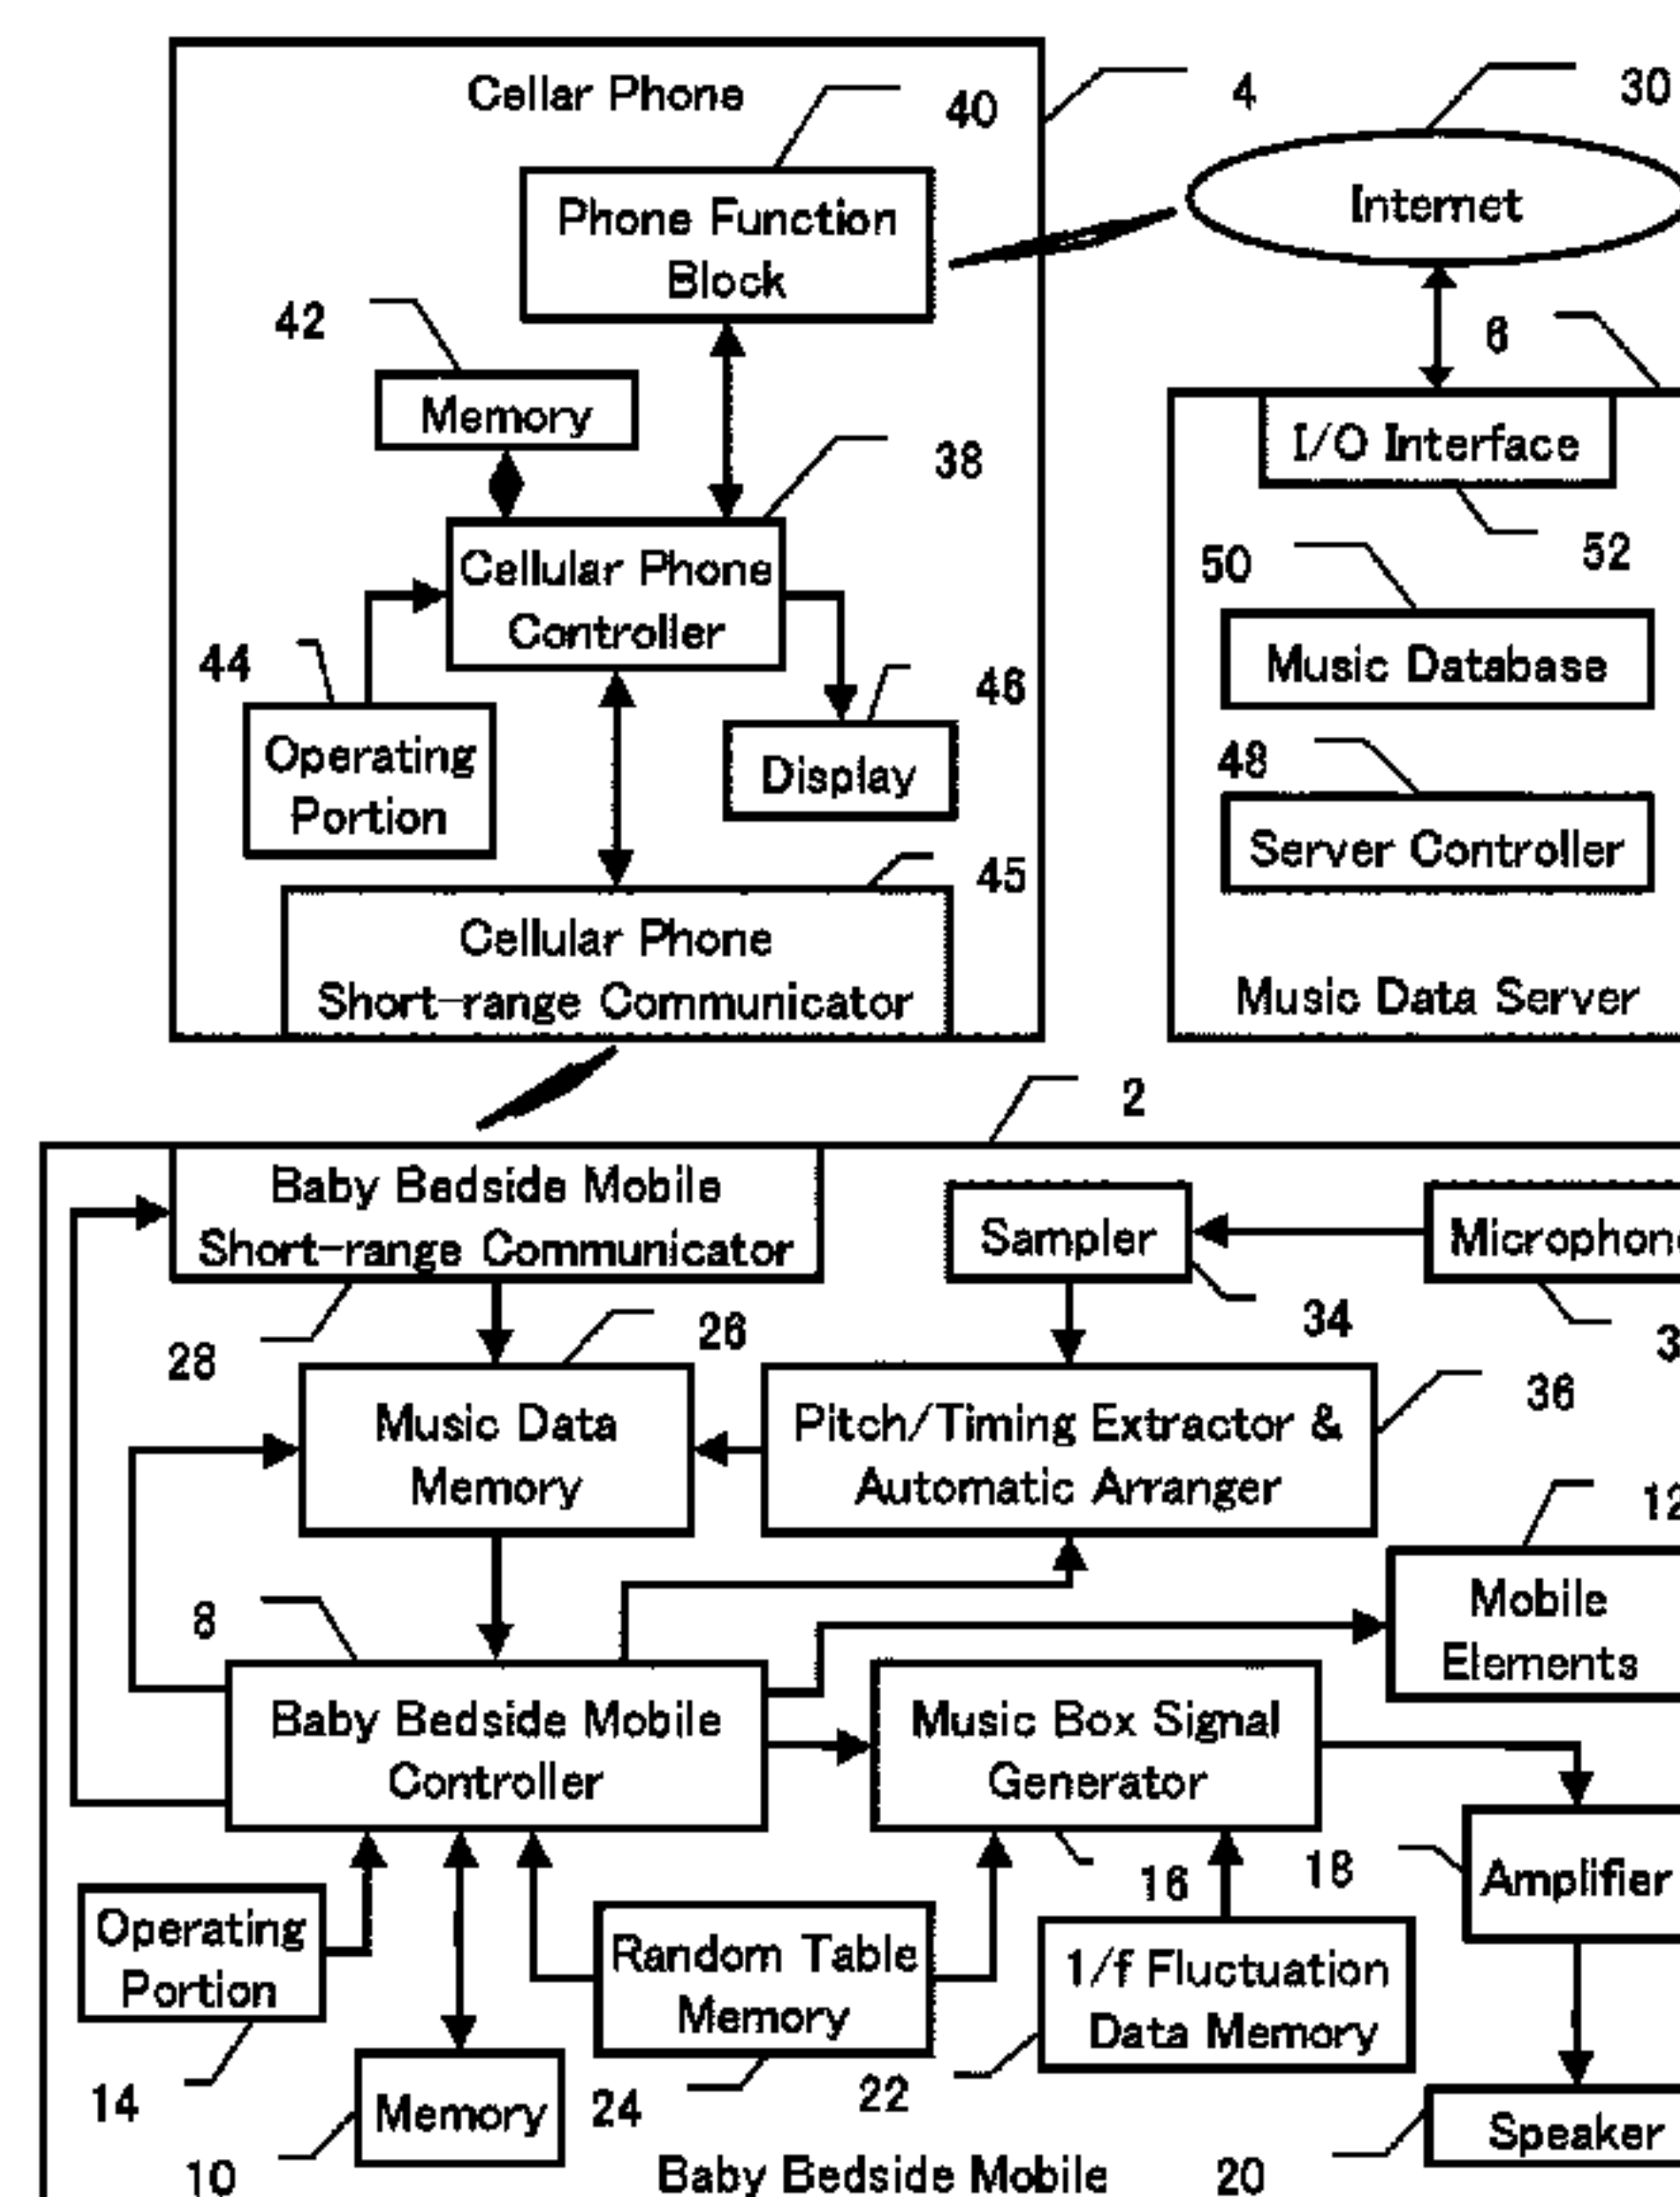 Cellar Phone
40
4
30
Phone Function
Block
Internet
42
6
Memory
I/O Interface
38
52
Cellular Phone
Controller
50
Music Database
44
46
Operating
Portion
Display
48
Server Controller
45
Cellular Phone
Short-range Communicator
Music Data Server
2
Baby Bedside Mobile
Short-range Communicator
Sampler
34
28
26
Music Data
Memory
Pitch/Timing Extractor &
Automatic Arranger
36
12
Mobile
Elements
8
Baby Bedside Mobile
Controller
Music Box Signal
Generator
16
18
Amplifier
Operating
Portion
Random Table
Memory
1/f Fluctuation
Data Memory
14
Memory
24
22
Speaker
10
Baby Bedside Mobile
20